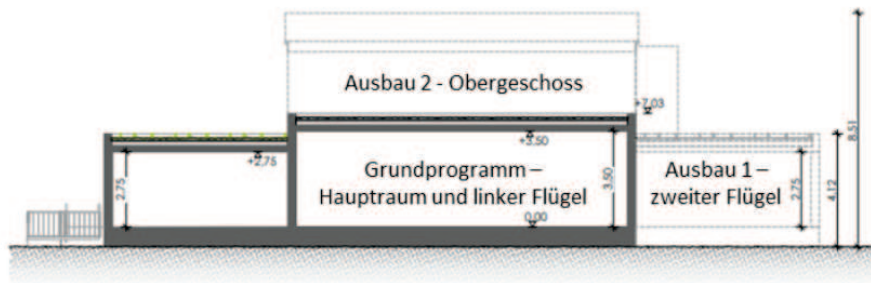 Ausbau 2 - Obergeschoss
+7,03
8.51
+3,50
+2,75
2.75
Grundprogramm –
Hauptraum und linker Flügel
3.50
0,00
Ausbau 1 –
zweiter Flügel
2.75
4.12